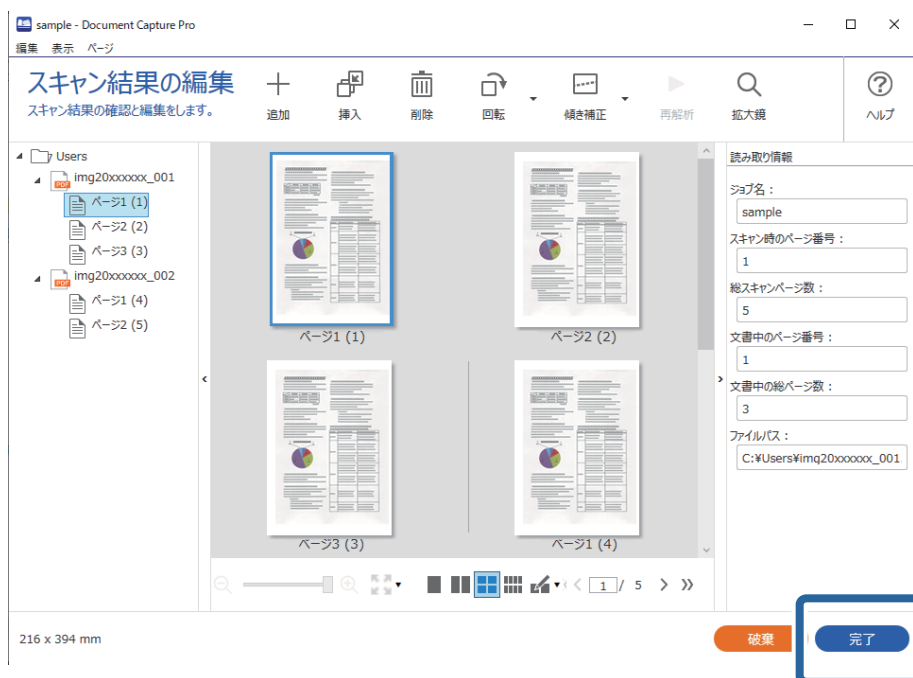 sample - Document Capture Pro
編集 表示 ページ
スキャン結果の編集
スキャン結果の確認と編集をします。
追加 挿入 削除 回転 傾き補正 再解析 拡大鏡 ヘルプ
Users
img20xxxxxx_001
PDF
ページ1 (1)
ページ2 (2)
ページ3 (3)
img20xxxxxx_002
PDF
ページ1 (4)
ページ2 (5)
ページ1 (1)
ページ2 (2)
ページ3 (3)
ページ1 (4)
1 / 5
読み取り情報
ジョブ名：
sample
スキャン時のページ番号：
1
総スキャンページ数：
5
文書中のページ番号：
1
文書中の総ページ数：
3
ファイルパス：
C:¥Users¥img20xxxxxx_001
216 x 394 mm
破棄
完了